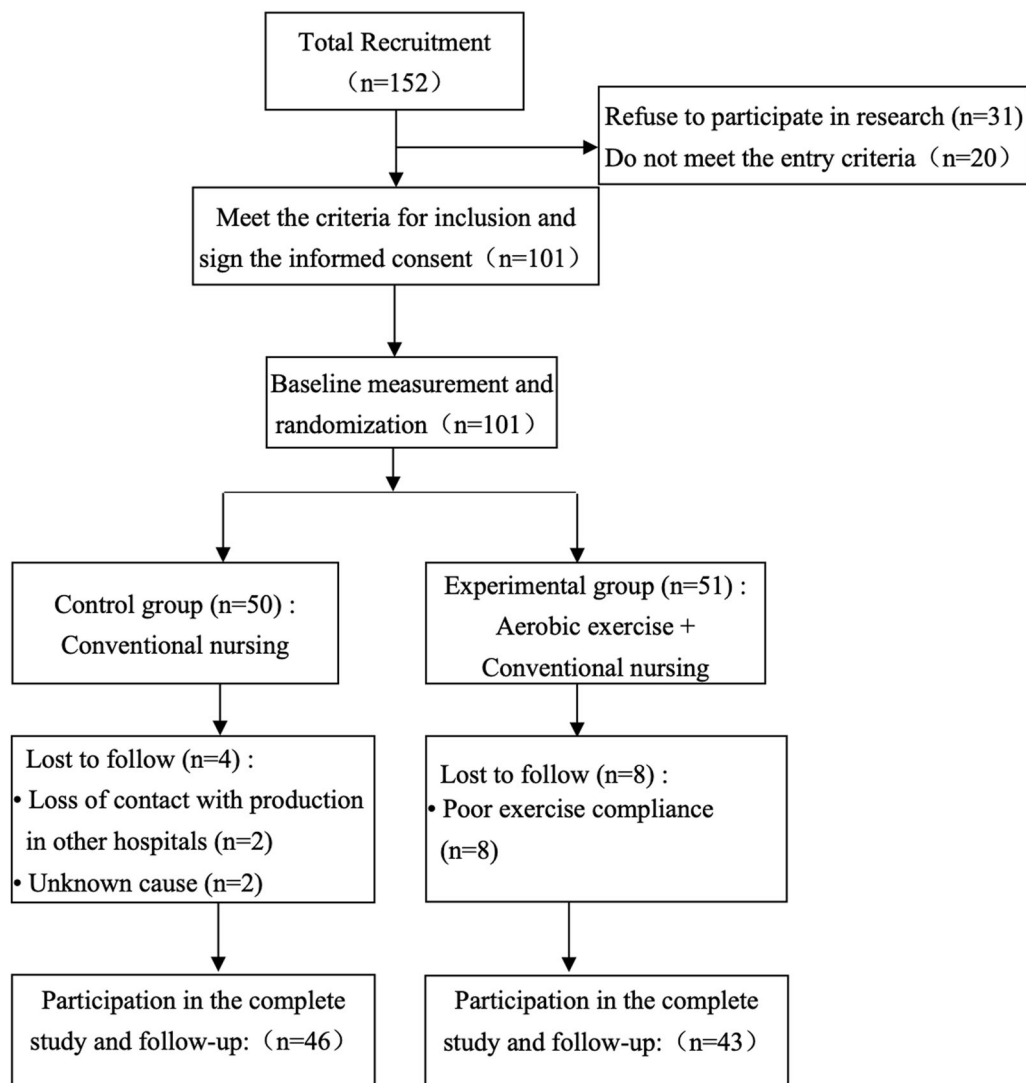 Total Recruitment
（n=152）
Refuse to participate in research (n=31)
Do not meet the entry criteria（n=20）
Meet the criteria for inclusion and
sign the informed consent（n=101）
Baseline measurement and
randomization（n=101）
Control group (n=50) :
Conventional nursing
Experimental group (n=51) :
Aerobic exercise +
Conventional nursing
Lost to follow (n=4) :
• Loss of contact with production
in other hospitals (n=2)
• Unknown cause (n=2)
Lost to follow (n=8) :
• Poor exercise compliance
(n=8)
Participation in the complete
study and follow-up:（n=46）
Participation in the complete
study and follow-up:（n=43）